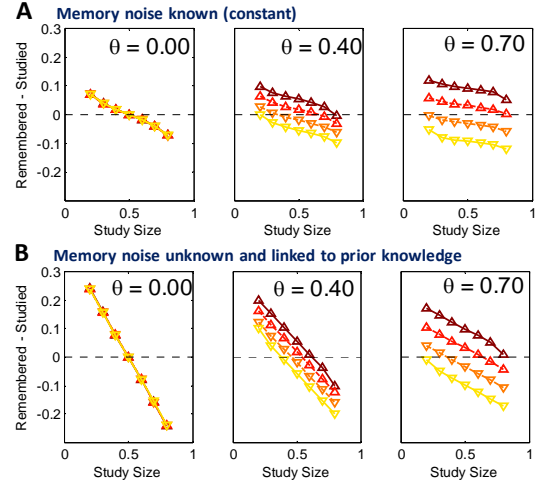 A Memory noise known (constant)
Remembered - Studied
0.3
0.2
0.1
0
-0.1
-0.2
θ = 0.00
θ = 0.40
θ = 0.70
0 0.5 1
0 0.5 1
0 0.5 1
Study Size
Study Size
Study Size
B Memory noise unknown and linked to prior knowledge
Remembered - Studied
0.3
0.2
0.1
0
-0.1
-0.2
θ = 0.00
θ = 0.40
θ = 0.70
0 0.5 1
0 0.5 1
0 0.5 1
Study Size
Study Size
Study Size